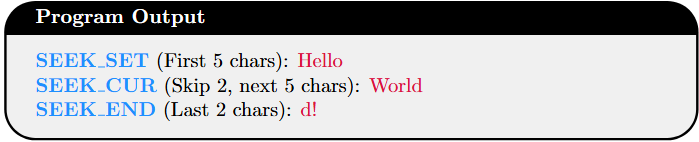 Program Output
SEEK_SET (First 5 chars): Hello
SEEK_CUR (Skip 2, next 5 chars): World
SEEK_END (Last 2 chars): d!